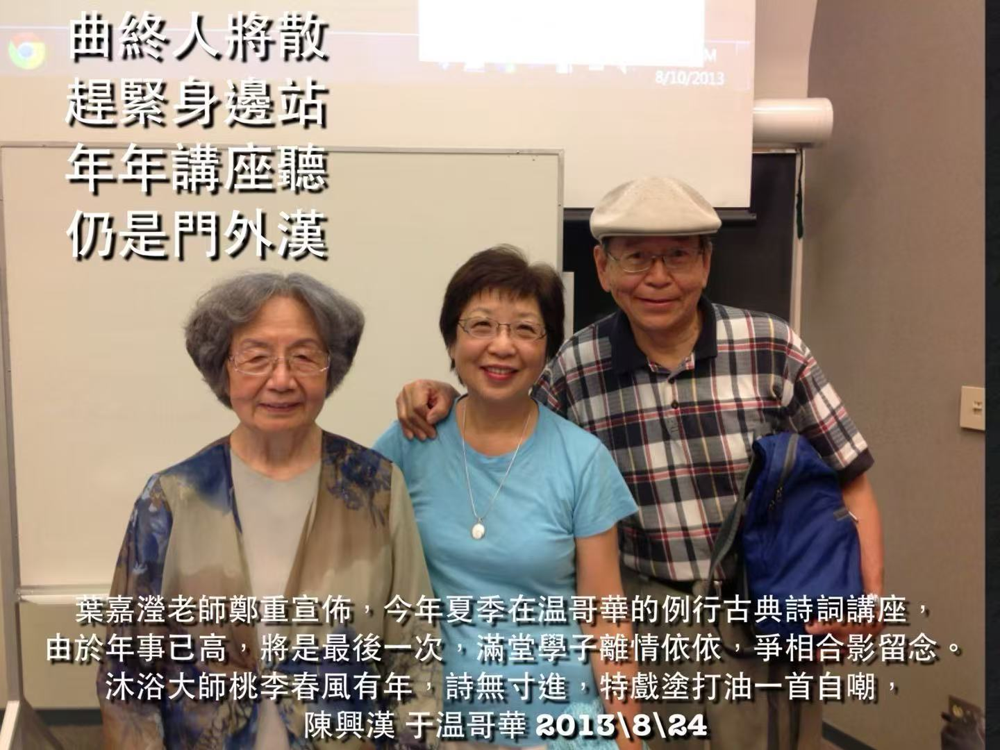 曲終人將散
趕緊身邊站
年年講座聽
仍是門外漢
M
8/10/2013
葉嘉瀅老師鄭重宣佈，今年夏季在温哥華的例行古典詩詞講座，
由於年事已高，將是最後一次，滿堂學子離情依依，爭相合影留念。
沐浴大師桃李春風有年，詩無寸進，特戲塗打油一首自嘲，
陳興漢 于温哥華 2013\8\24